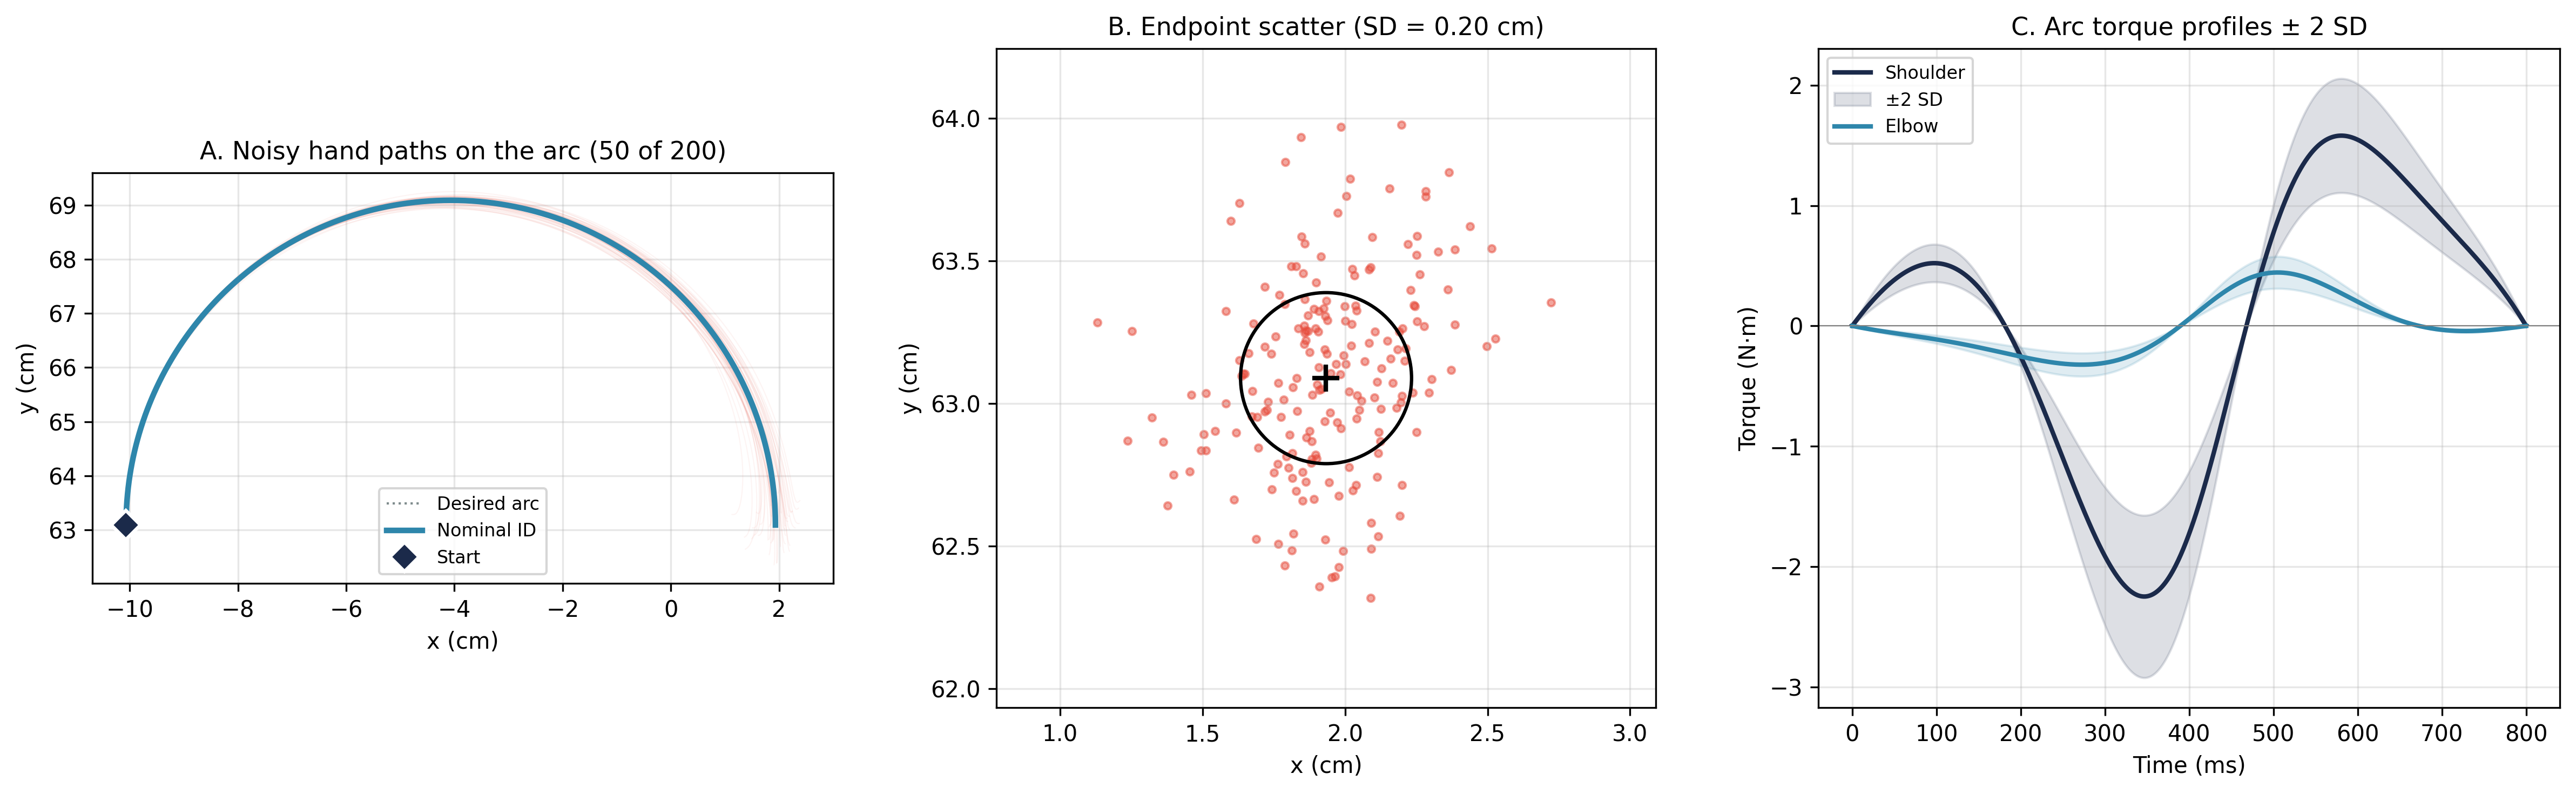 A. Noisy hand paths on the arc (50 of 200)
y (cm)
69
68
67
66
65
64
63
Desired arc
Nominal ID
Start
−10
−8
−6
−4
−2
0
2
x (cm)
B. Endpoint scatter (SD = 0.20 cm)
y (cm)
64.0
63.5
63.0
62.5
62.0
1.0
1.5
2.0
2.5
3.0
x (cm)
C. Arc torque profiles ± 2 SD
Torque (N·m)
2
1
0
−1
−2
−3
Shoulder
±2 SD
Elbow
0
100
200
300
400
500
600
700
800
Time (ms)